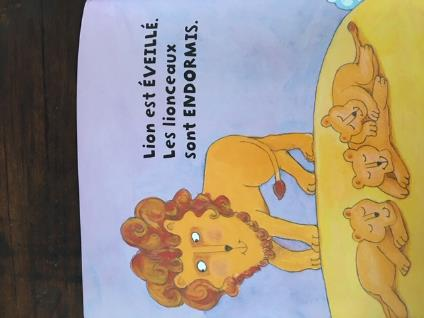 Lion est ÉVEILLÉ.
Les lionceaux
sont ENDORMIS.